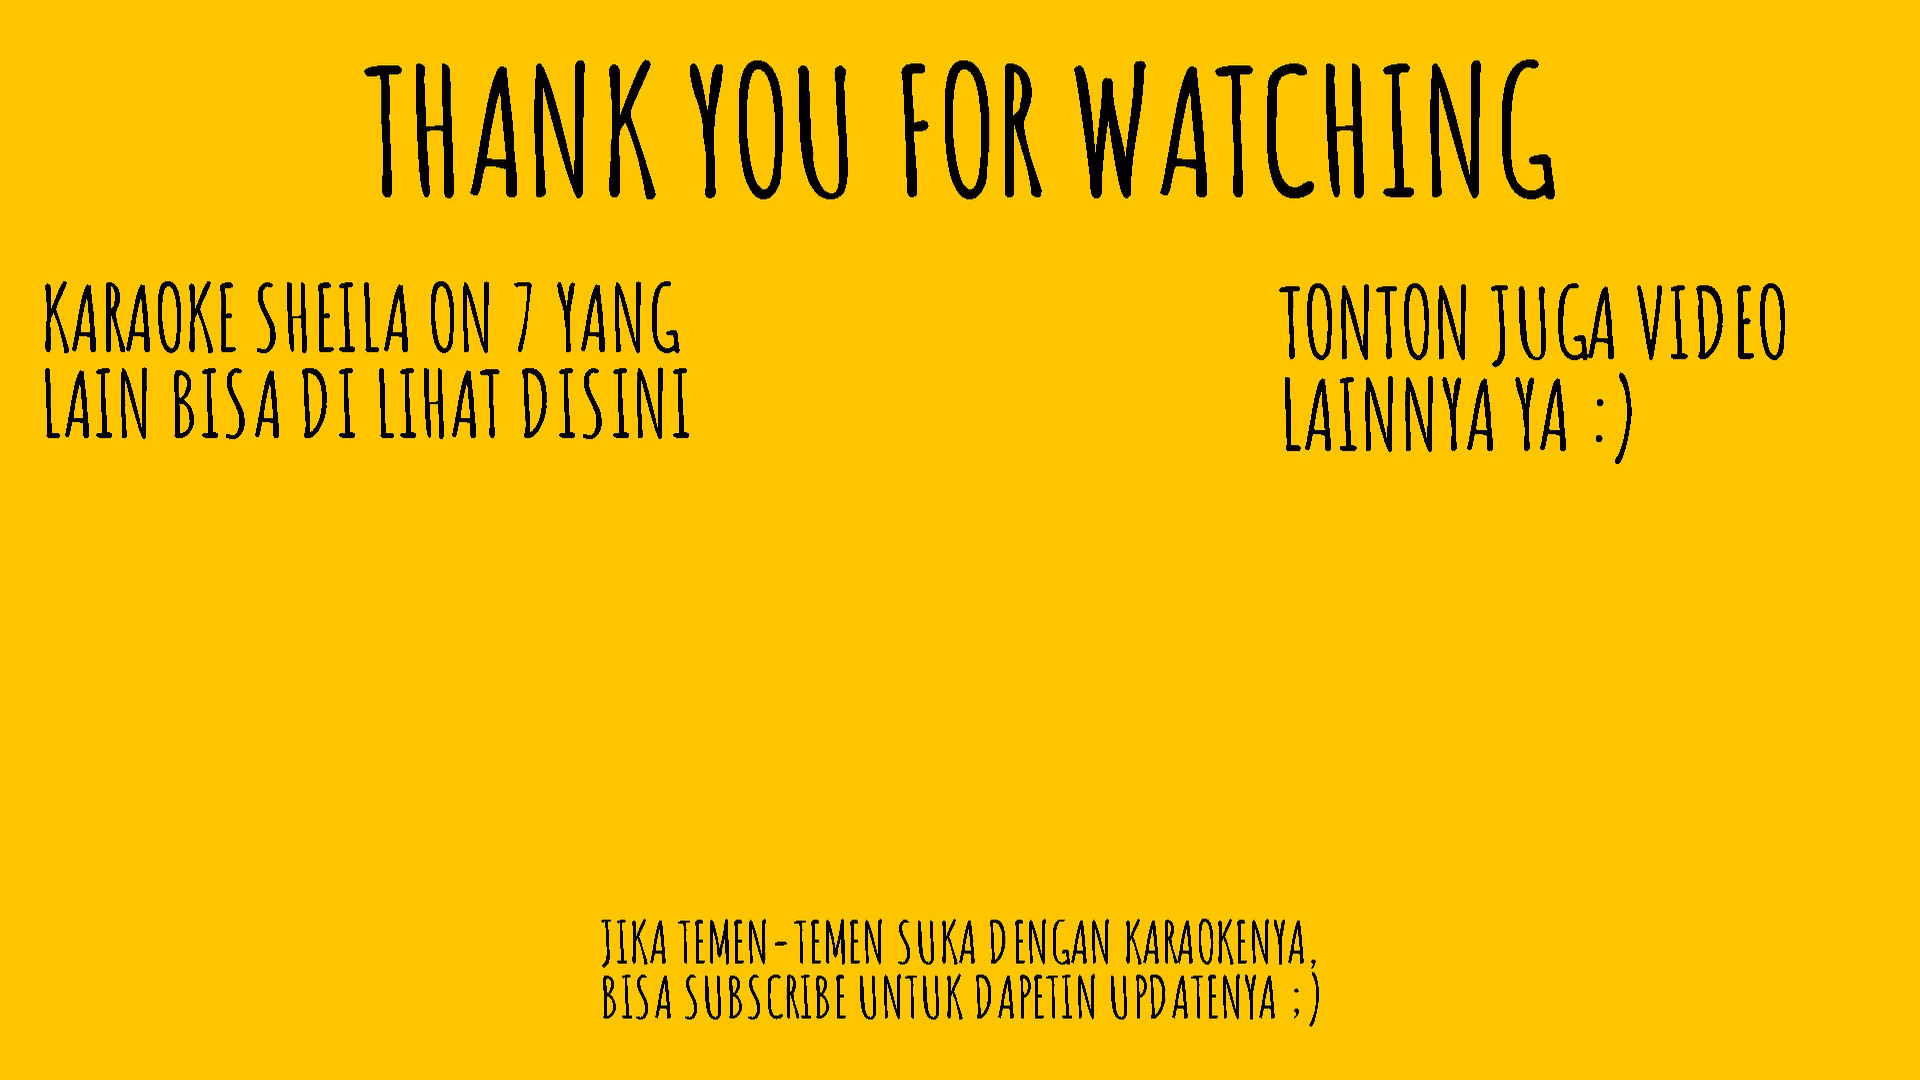 THANK YOU FOR WATCHING
KARAOKE SHEILA ON 7 YANG
LAIN BISA DI LIHAT DISINI
TONTON JUGA VIDEO
LAINNYA YA :)
JIKA TEMEN-TEMEN SUKA DENGAN KARAOKENYA,
BISA SUBSCRIBE UNTUK DAPETIN UPDATENYA ;)